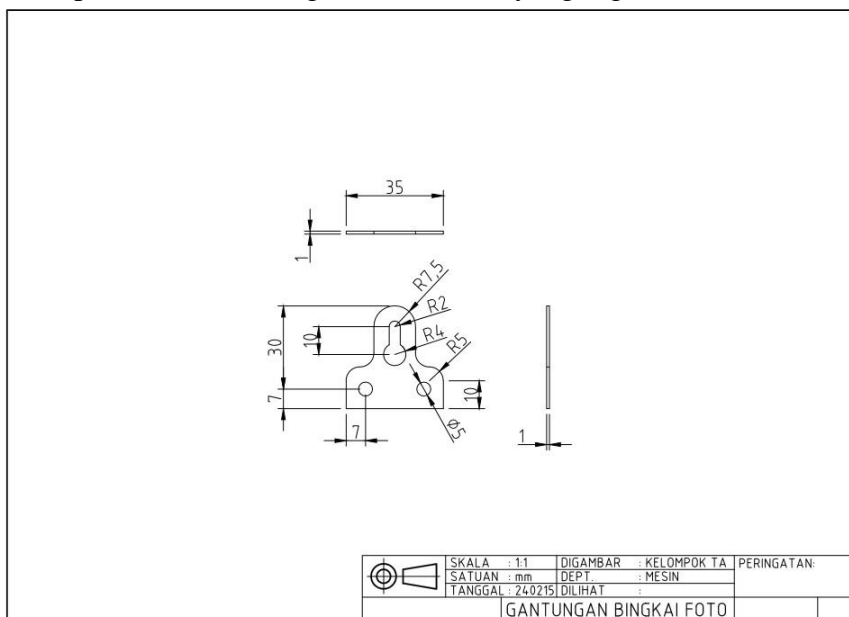 35
1
R7,5
R2
R4
R5
10
30
7
10
7
ø5
1
SKALA : 1:1 DIGAMBAR : KELOMPOK TA PERINGATAN:
SATUAN : mm DEPT. : MESIN
TANGGAL : 240215 DILIHAT :
GANTUNGAN BINGKAI FOTO